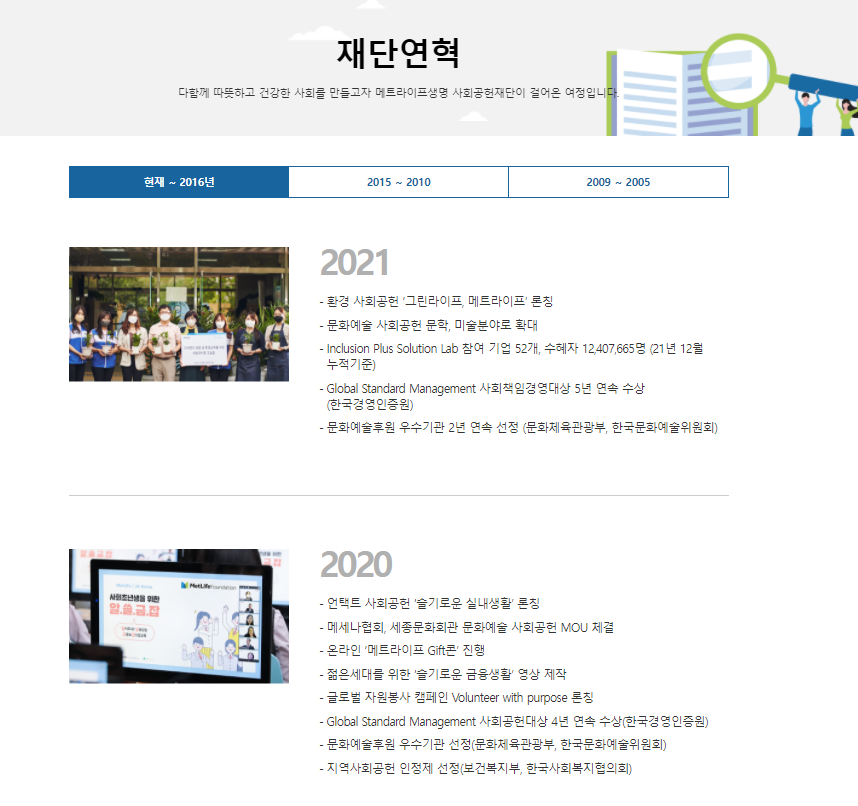 재단연혁
다함께 따뜻하고 건강한 사회를 만들고자 메트라이프생명 사회공헌재단이 걸어온 여정입니다.
현재 ~ 2016년
2015 ~ 2010
2009 ~ 2005
2021
- 환경 사회공헌 '그린라이프, 메트라이프' 론칭
- 문화예술 사회공헌 문학, 미술분야로 확대
- Inclusion Plus Solution Lab 참여 기업 52개, 수혜자 12,407,665명 (21년 12월
누적기준)
- Global Standard Management 사회책임경영대상 5년 연속 수상
(한국경영인증원)
- 문화예술후원 우수기관 2년 연속 선정 (문화체육관광부, 한국문화예술위원회)
MetLife Foundation
사회초년생을 위한
알.쓸.금.잡
2020
- 언택트 사회공헌 '슬기로운 실내생활' 론칭
- 메세나협회, 세종문화회관 문화예술 사회공헌 MOU 체결
- 온라인 '메트라이프 Gift콘' 진행
- 젊은세대를 위한 '슬기로운 금융생활' 영상 제작
- 글로벌 자원봉사 캠페인 Volunteer with purpose 론칭
- Global Standard Management 사회공헌대상 4년 연속 수상(한국경영인증원)
- 문화예술후원 우수기관 선정(문화체육관광부, 한국문화예술위원회)
- 지역사회공헌 인정제 선정(보건복지부, 한국사회복지협의회)